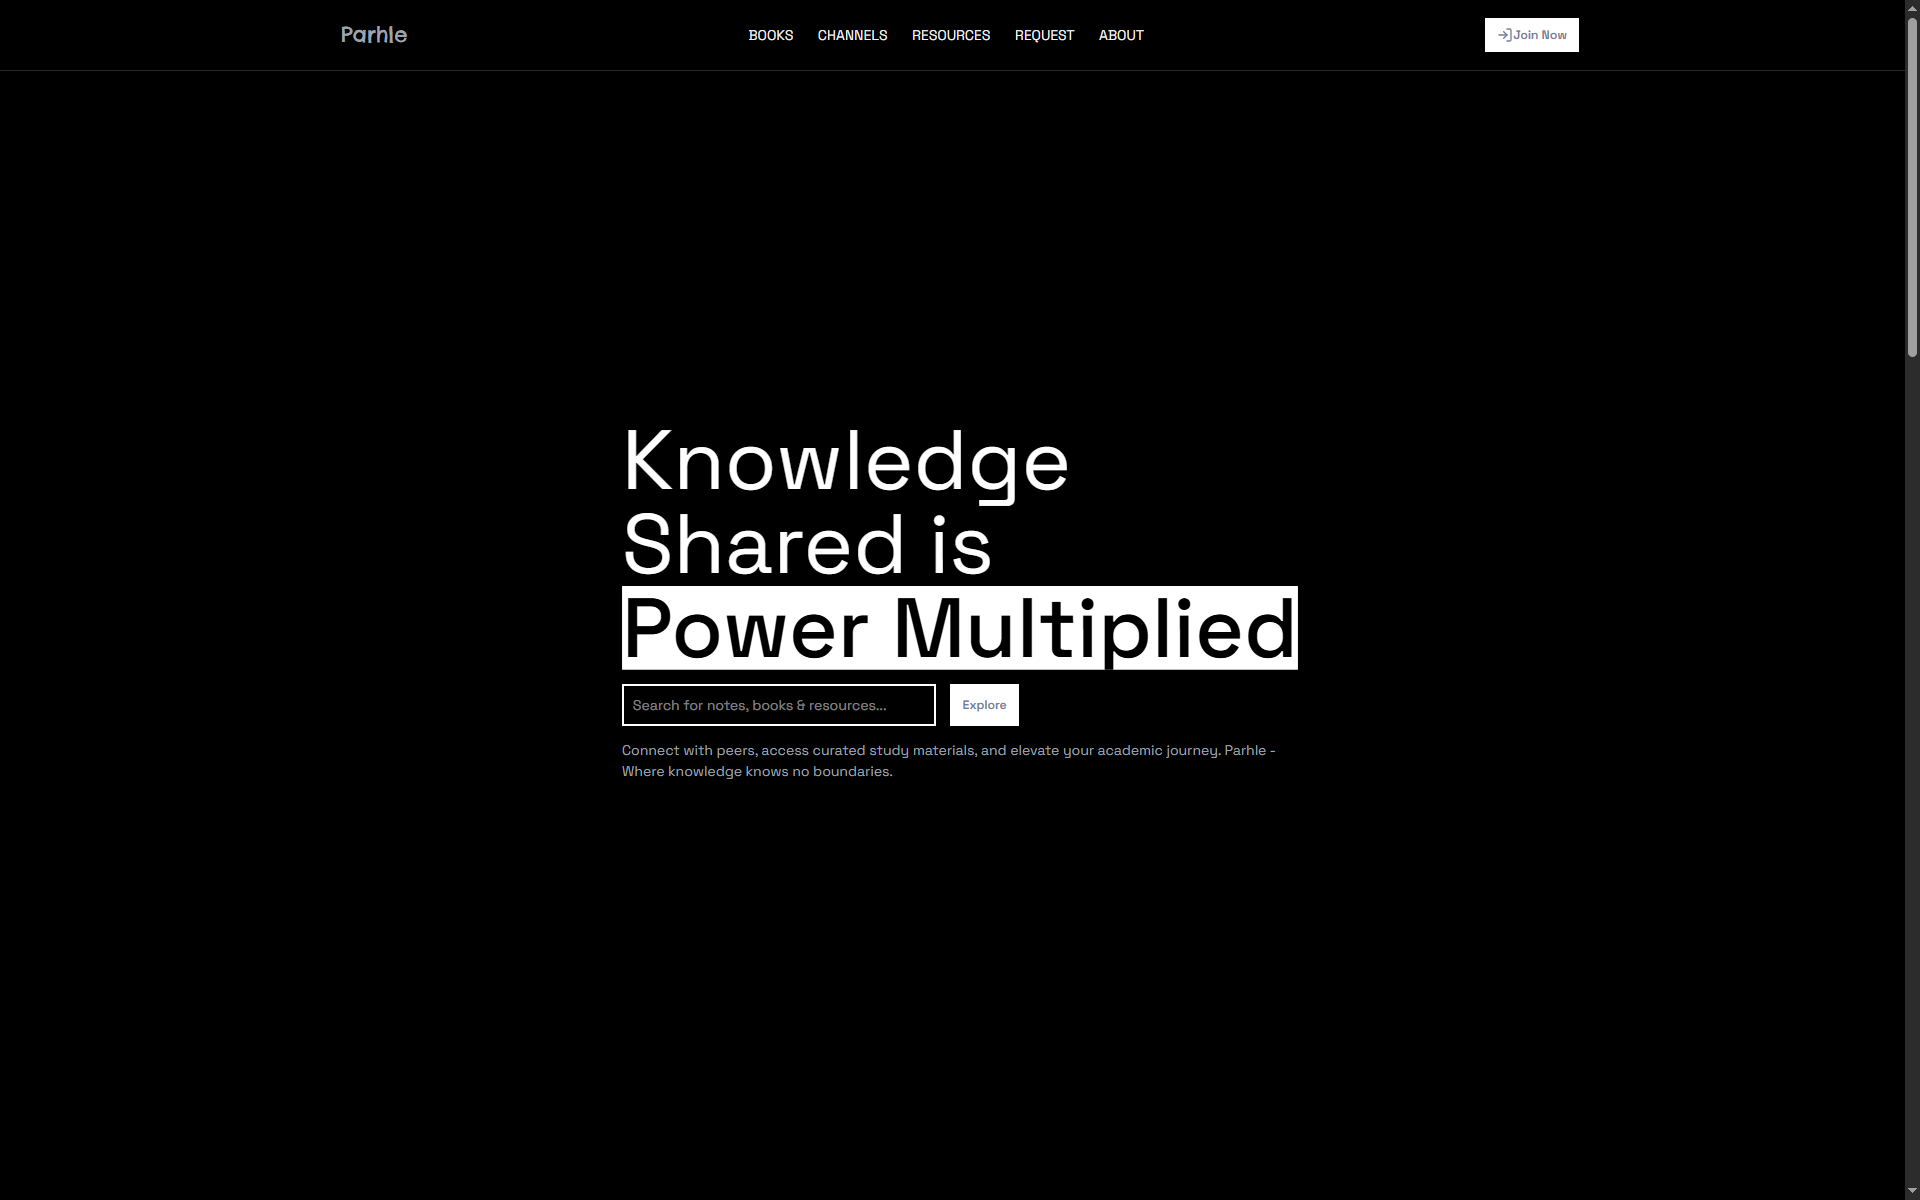 Parhle
BOOKS CHANNELS RESOURCES REQUEST ABOUT
Join Now
Knowledge
Shared is
Power Multiplied
Search for notes, books & resources...
Explore
Connect with peers, access curated study materials, and elevate your academic journey. Parhle -
Where knowledge knows no boundaries.